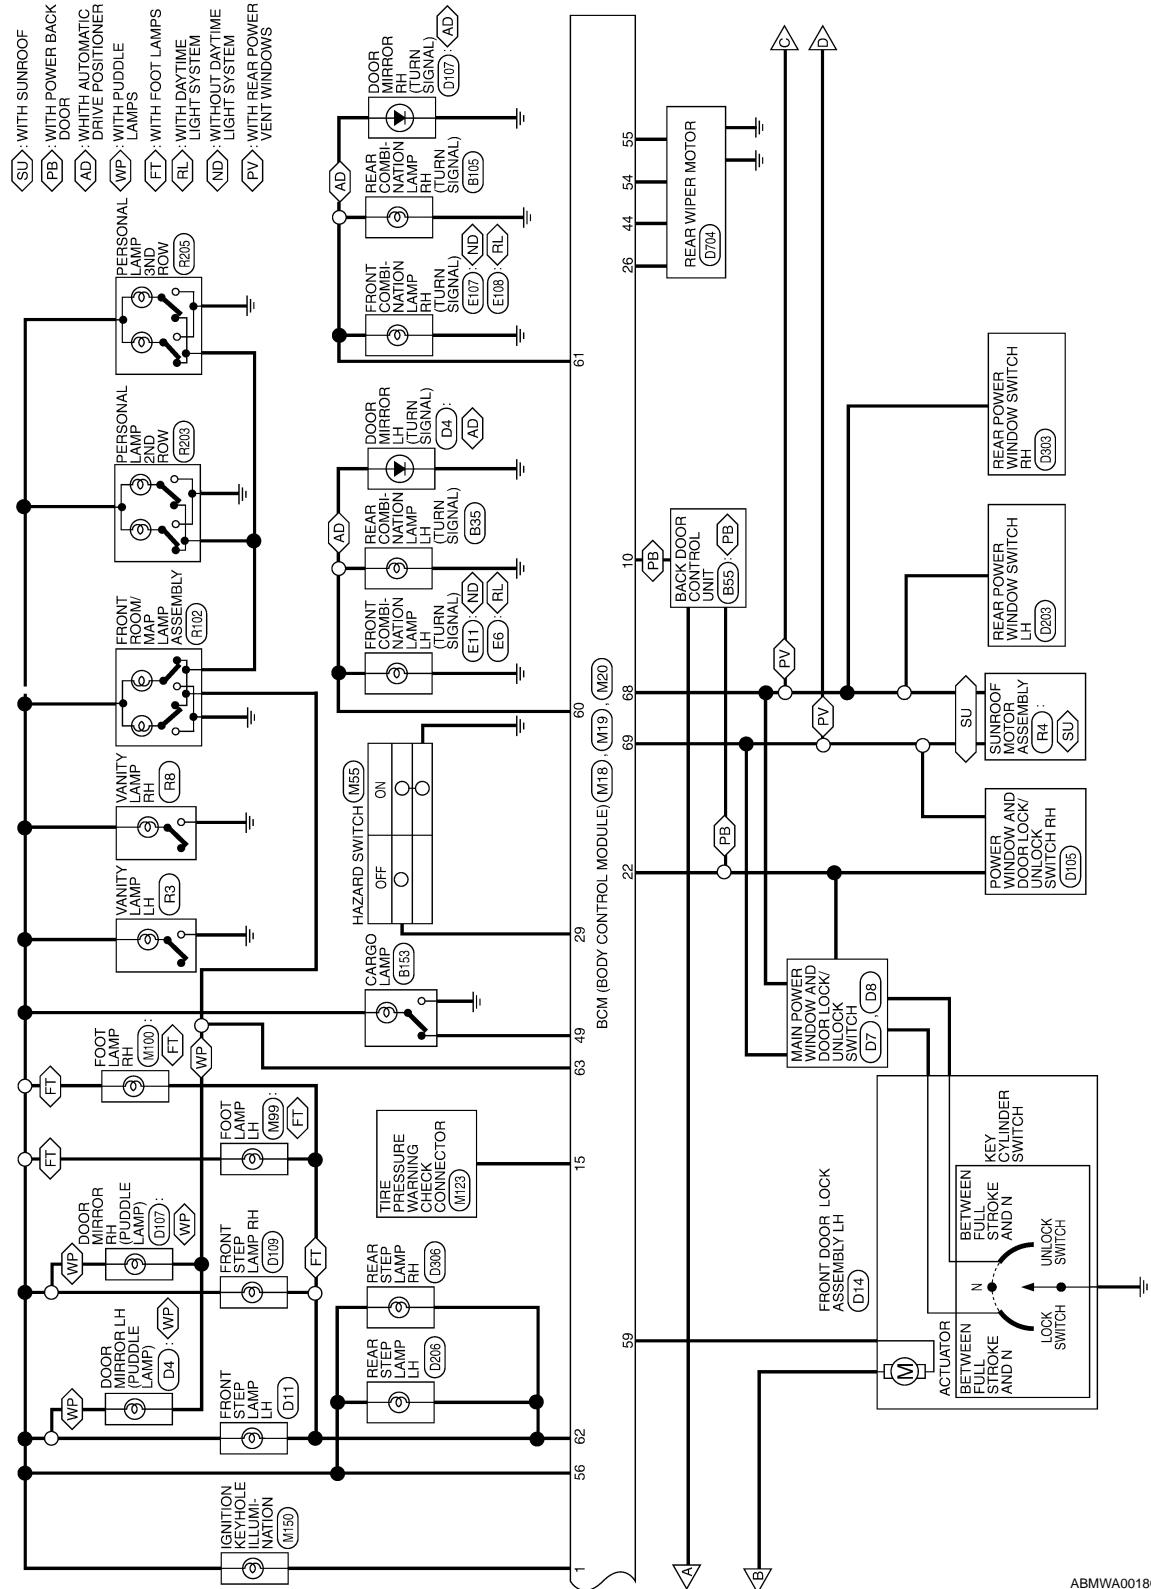 SU : WITH SUNROOF
PB : WITH POWER BACK
DOOR
AD : WHITH AUTOMATIC
DRIVE POSITIONER
WP : WITH PUDDLE
LAMPS
FT : WITH FOOT LAMPS
RL : WITH DAYTIME
LIGHT SYSTEM
ND : WITHOUT DAYTIME
LIGHT SYSTEM
PV : WITH REAR POWER
VENT WINDOWS
IGNITION
KEYHOLE
ILLUMI-
NATION
M150
DOOR
MIRROR LH
(PUDDLE
LAMP)
D4 : WP
WP
FRONT
STEP
LAMP
LH
D11
DOOR
MIRROR
RH
(PUDDLE
LAMP)
D107 :
WP
WP
FRONT
STEP
LAMP RH
D109
FT
FOOT
LAMP
LH
M99 :
FT
FT
FOOT
LAMP
RH
M100 :
FT
FT
WP
VANITY
LAMP
LH
R3
VANITY
LAMP
RH
R8
FRONT
ROOM/
MAP
LAMP
ASSEMBLY
R102
PERSONAL
LAMP
2ND
ROW
R203
PERSONAL
LAMP
3ND
ROW
R205
REAR
STEP
LAMP
LH
D206
REAR
STEP
LAMP
RH
D306
TIRE
PRESSURE
WARNING
CHECK
CONNECTOR
M123
CARGO
LAMP
B153
HAZARD SWITCH M55
OFF
ON
FRONT
COMBI-
NATION
LAMP
LH
(TURN
SIGNAL)
E11 : ND
E6 : RL
REAR
COMBI-
NATION
LAMP
LH
(TURN
SIGNAL)
B35
AD
DOOR
MIRROR
LH
(TURN
SIGNAL)
D4 :
AD
FRONT
COMBI-
NATION
LAMP
RH
(TURN
SIGNAL)
E107 : ND
E108 : RL
REAR
COMBI-
NATION
LAMP
RH
(TURN
SIGNAL)
B105
AD
DOOR
MIRROR
RH
(TURN
SIGNAL)
D107 : AD
1
56
62
15
63
49
29
60
61
BCM (BODY CONTROL MODULE) M18 , M19 , M20
59
22
69
68
10
26
44
54
55
REAR WIPER MOTOR
D704
PB
BACK DOOR
CONTROL
UNIT
B55 : PB
PB
A
B
C
D
PV
PV
SU
FRONT DOOR LOCK
ASSEMBLY LH
D14
ACTUATOR
M
BETWEEN
FULL
STROKE
AND N
LOCK
SWITCH
N
UNLOCK
SWITCH
BETWEEN
FULL
STROKE
AND N
KEY
CYLINDER
SWITCH
MAIN POWER
WINDOW AND
DOOR LOCK/
UNLOCK
SWITCH
D7 , D8
POWER
WINDOW AND
DOOR LOCK/
UNLOCK
SWITCH RH
D105
SUNROOF
MOTOR
ASSEMBLY
R4 :
SU
REAR POWER
WINDOW SWITCH
LH
D203
REAR POWER
WINDOW SWITCH
RH
D303